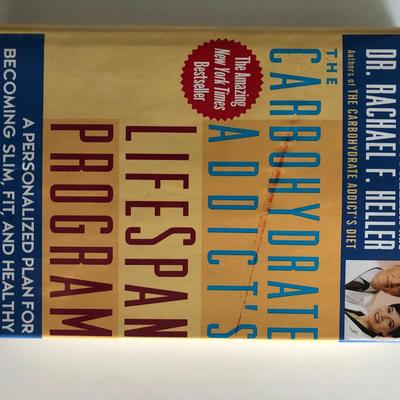 DR. RACHAEL F. HELLER
Authors of THE CARBOHYDRATE ADDICT'S DIET
THE
CARBOHYDRATE
ADDICT'S
The Amazing
New York Times
Bestseller
LIFESPAN
PROGRAM
A PERSONALIZED PLAN FOR
BECOMING SLIM, FIT, AND HEALTHY